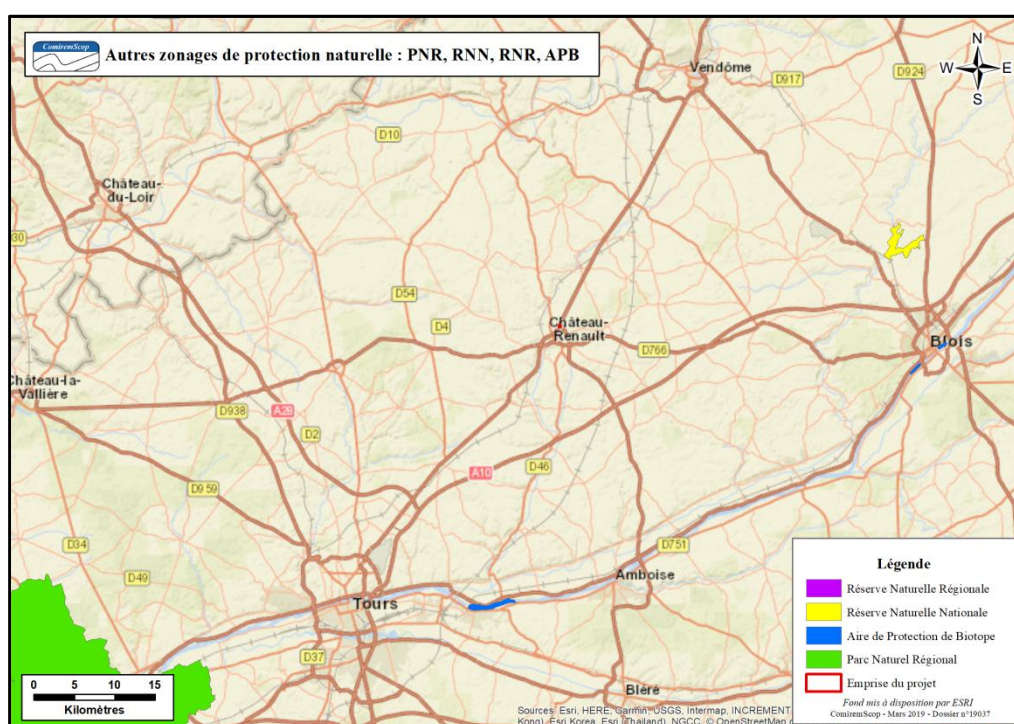 ComiremScop
Autres zonages de protection naturelle : PNR, RNN, RNR, APB
N
W E
S
Vendôme
D917
D924
D10
Château-
du-Loir
30
D54
D4
Château-
Renault
D766
Blois
Château-la-
Vallière
D938
A28
D2
D46
A10
D959
D34
D49
D751
Amboise
Tours
D37
Bléré
0 5 10 15
Kilomètres
Légende
Réserve Naturelle Régionale
Réserve Naturelle Nationale
Aire de Protection de Biotope
Parc Naturel Régional
Emprise du projet
Fond mis à disposition par ESRI
ComiremScop - Mars 2019 - Dossier n°19037
Sources: Esri, HERE, Garmin, USGS, Intermap, INCREMENT
Kong), Esri Korea, Esri (Thailand), NGCC, © OpenStreetMap